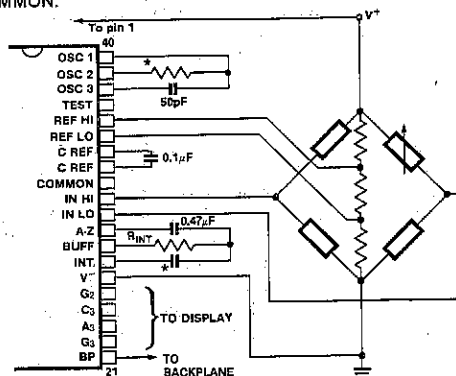 COMMON.
To pin 1
V+
40
OSC 1
OSC 2
*
OSC 3
50pF
TEST
REF HI
REF LO
C REF
0.1µF
C REF
COMMON
IN HI
IN LO
0.47µF
A-Z
BUFF
RINT
INT.
*
V-
G2
C3
A3
G3
TO DISPLAY
BP
TO
BACKPLANE
21